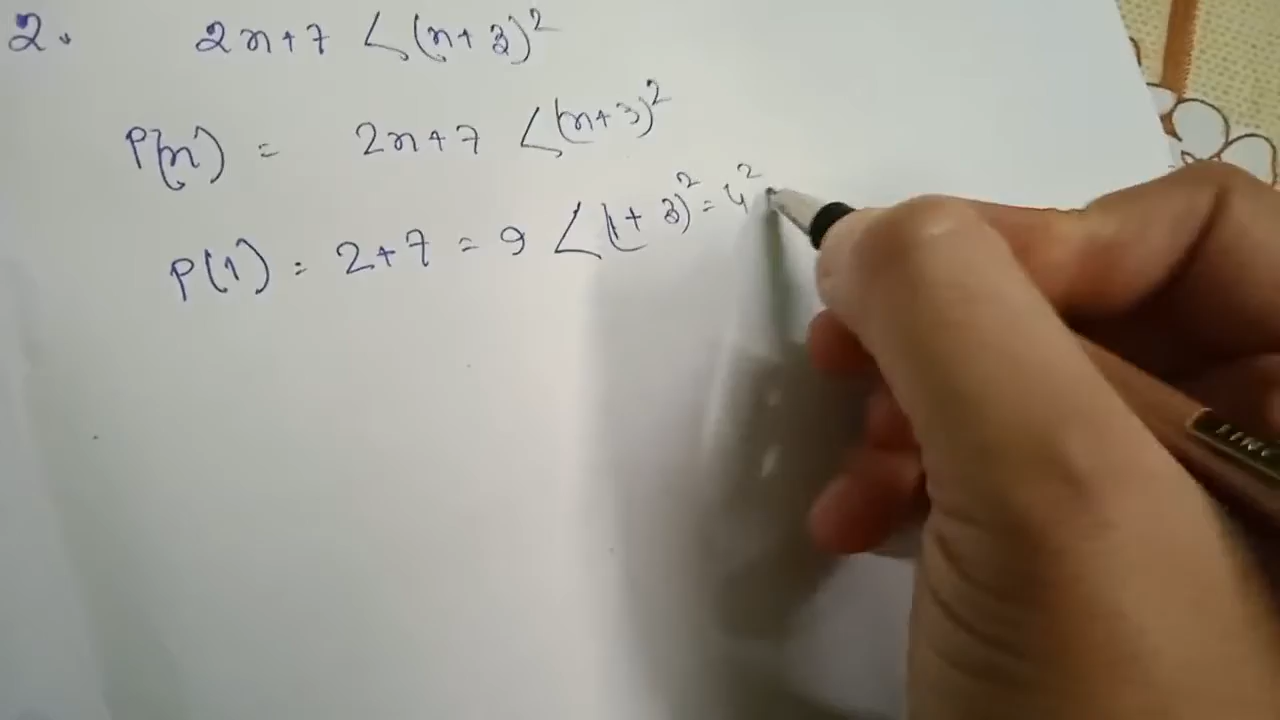 2. 2n+7 <(n+3)²
P(n) = 2n+7 <(n+3)²
P(1) = 2+7 = 9 < (1+3)² = 4²